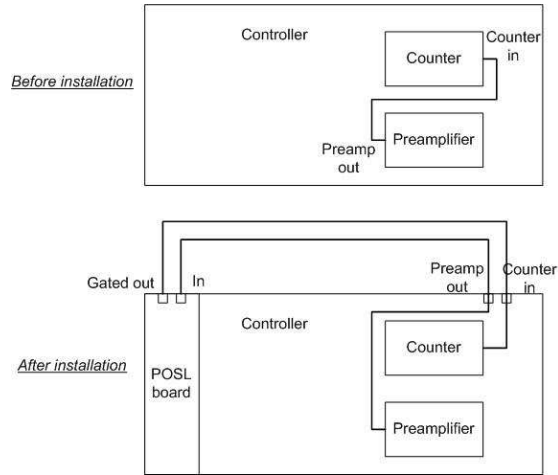 Before installation
Controller
Counter
Counter
in
Preamp
out
Preamplifier
After installation
Gated out
In
Preamp
out
Counter
in
Controller
POSL
board
Counter
Preamplifier